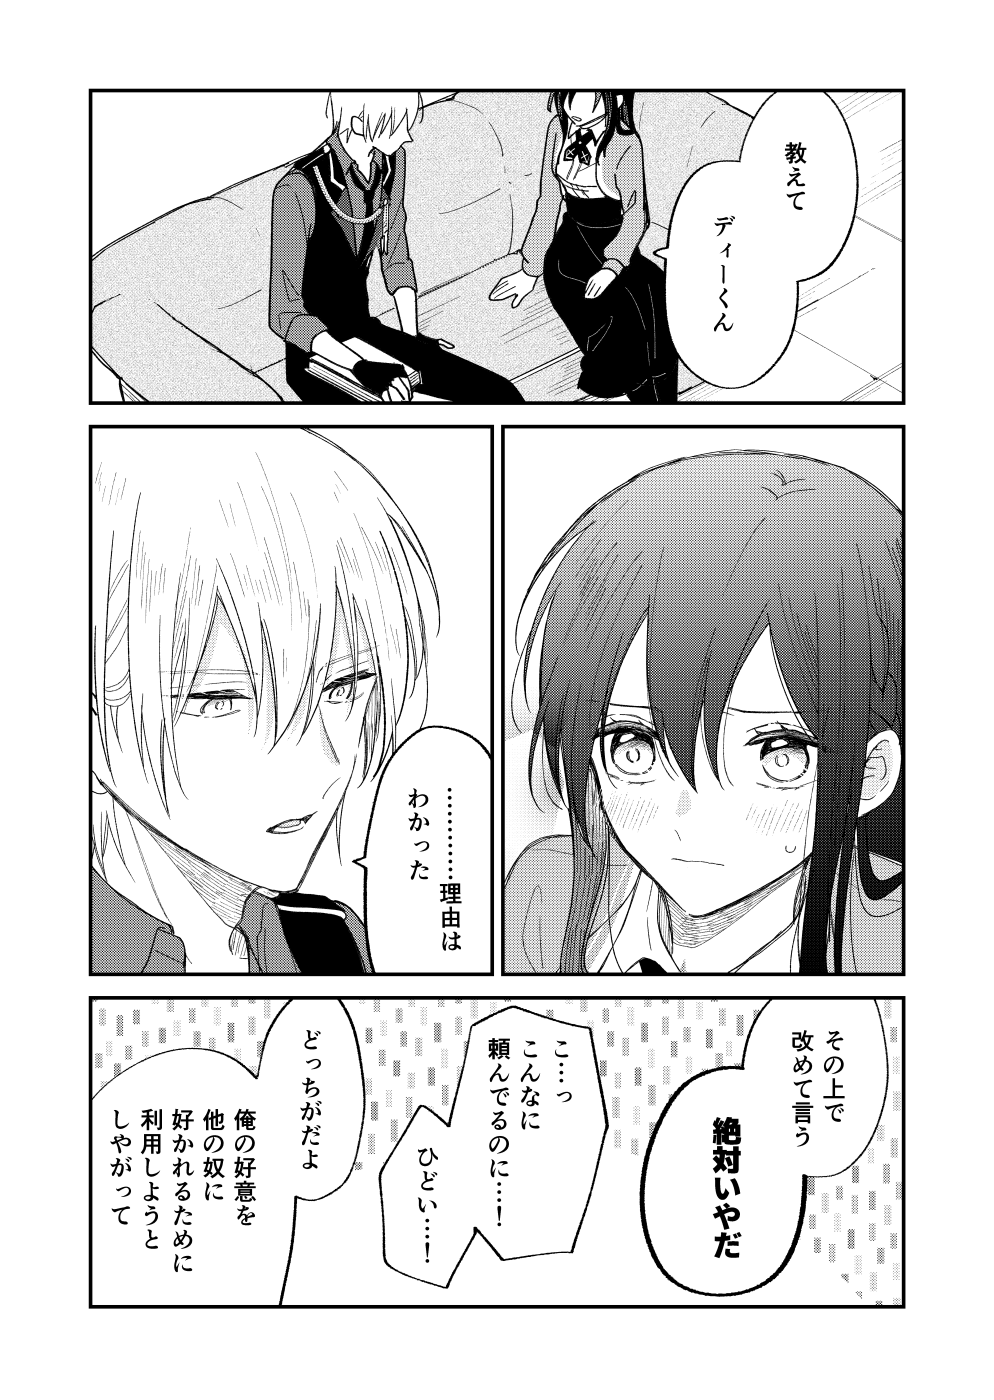 教えて
ディーくん
…………理由は
わかった
その上で
改めて言う
絶対いやだ
こ…っ
こんなに
頼んでるのに…！
ひどい…！
どっちがだよ
俺の好意を
他の奴に
好かれるために
利用しようと
しやがって